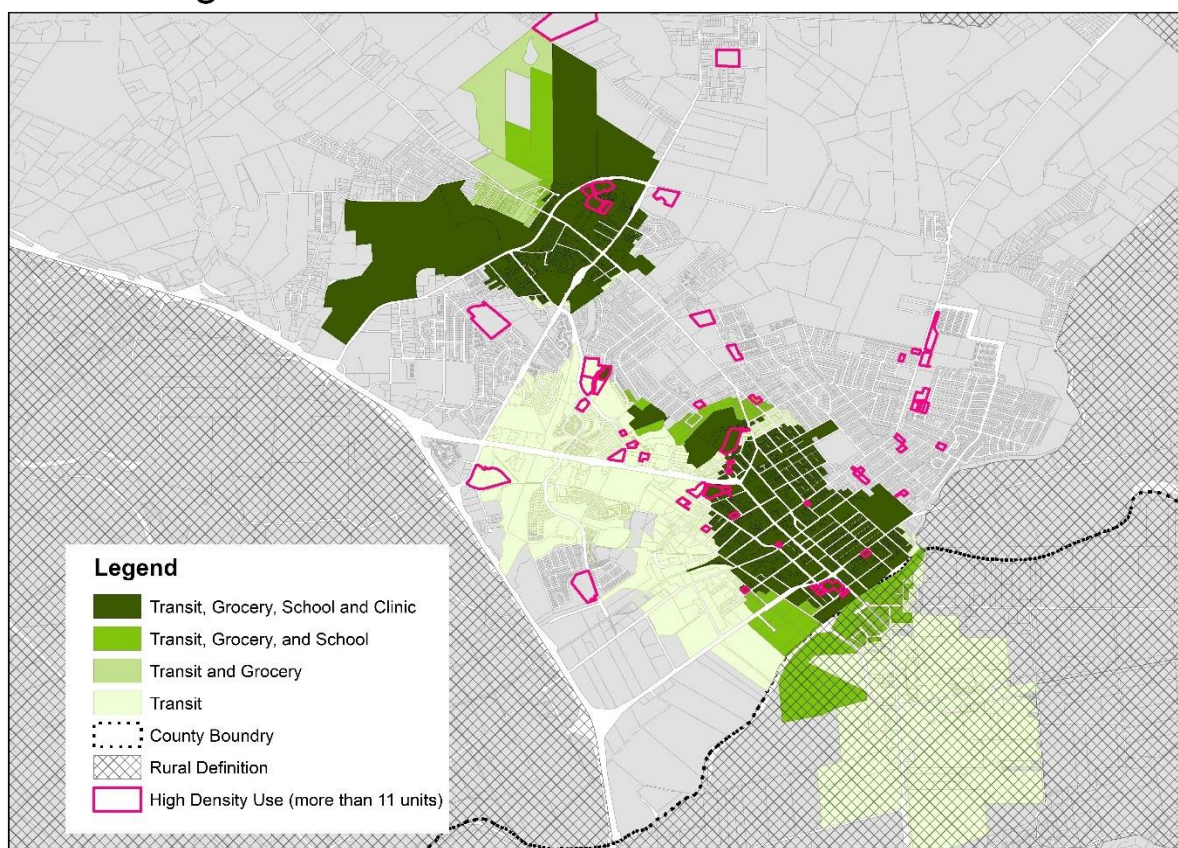 Legend
Transit, Grocery, School and Clinic
Transit, Grocery, and School
Transit and Grocery
Transit
County Boundry
Rural Definition
High Density Use (more than 11 units)